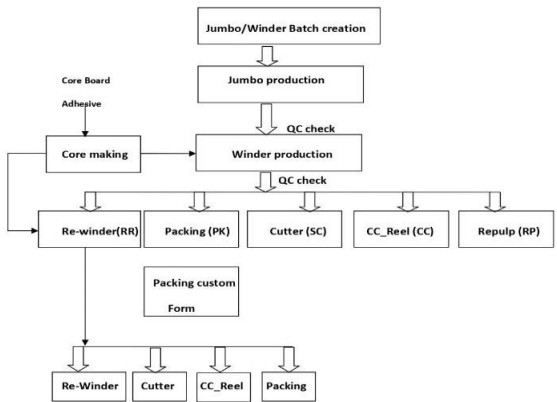 Jumbo/Winder Batch creation
Jumbo production
Core Board
Adhesive
QC check
Core making
Winder production
QC check
Re-winder(RR)
Packing (PK)
Cutter (SC)
CC_Reel (CC)
Repulp (RP)
Packing custom
Form
Re-Winder
Cutter
CC_Reel
Packing